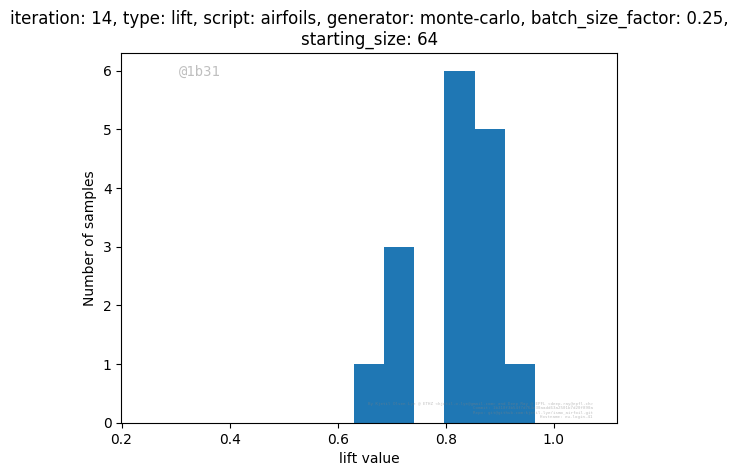 iteration: 14, type: lift, script: airfoils, generator: monte-carlo, batch_size_factor: 0.25,
starting_size: 64
@1b31
6
5
4
3
2
1
0
Number of samples
0.2 0.4 0.6 0.8 1.0
lift value